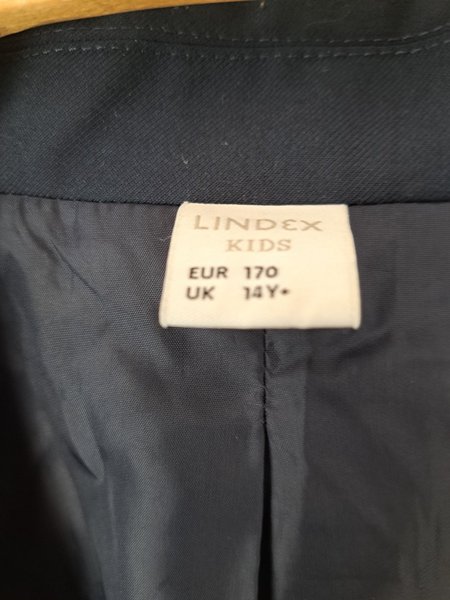 LINDEX
KIDS
EUR 170
UK 14Y+